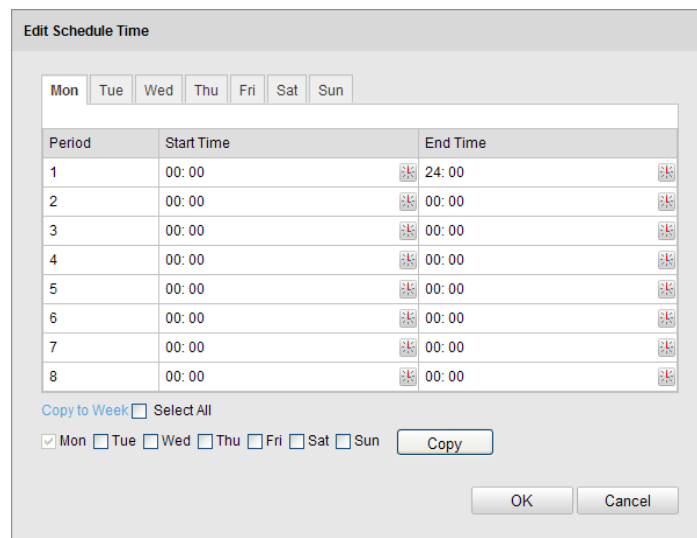 Edit Schedule Time
Mon Tue Wed Thu Fri Sat Sun
Period Start Time End Time
1 00: 00 24: 00
2 00: 00 00: 00
3 00: 00 00: 00
4 00: 00 00: 00
5 00: 00 00: 00
6 00: 00 00: 00
7 00: 00 00: 00
8 00: 00 00: 00
Copy to Week Select All
Mon Tue Wed Thu Fri Sat Sun Copy
OK Cancel